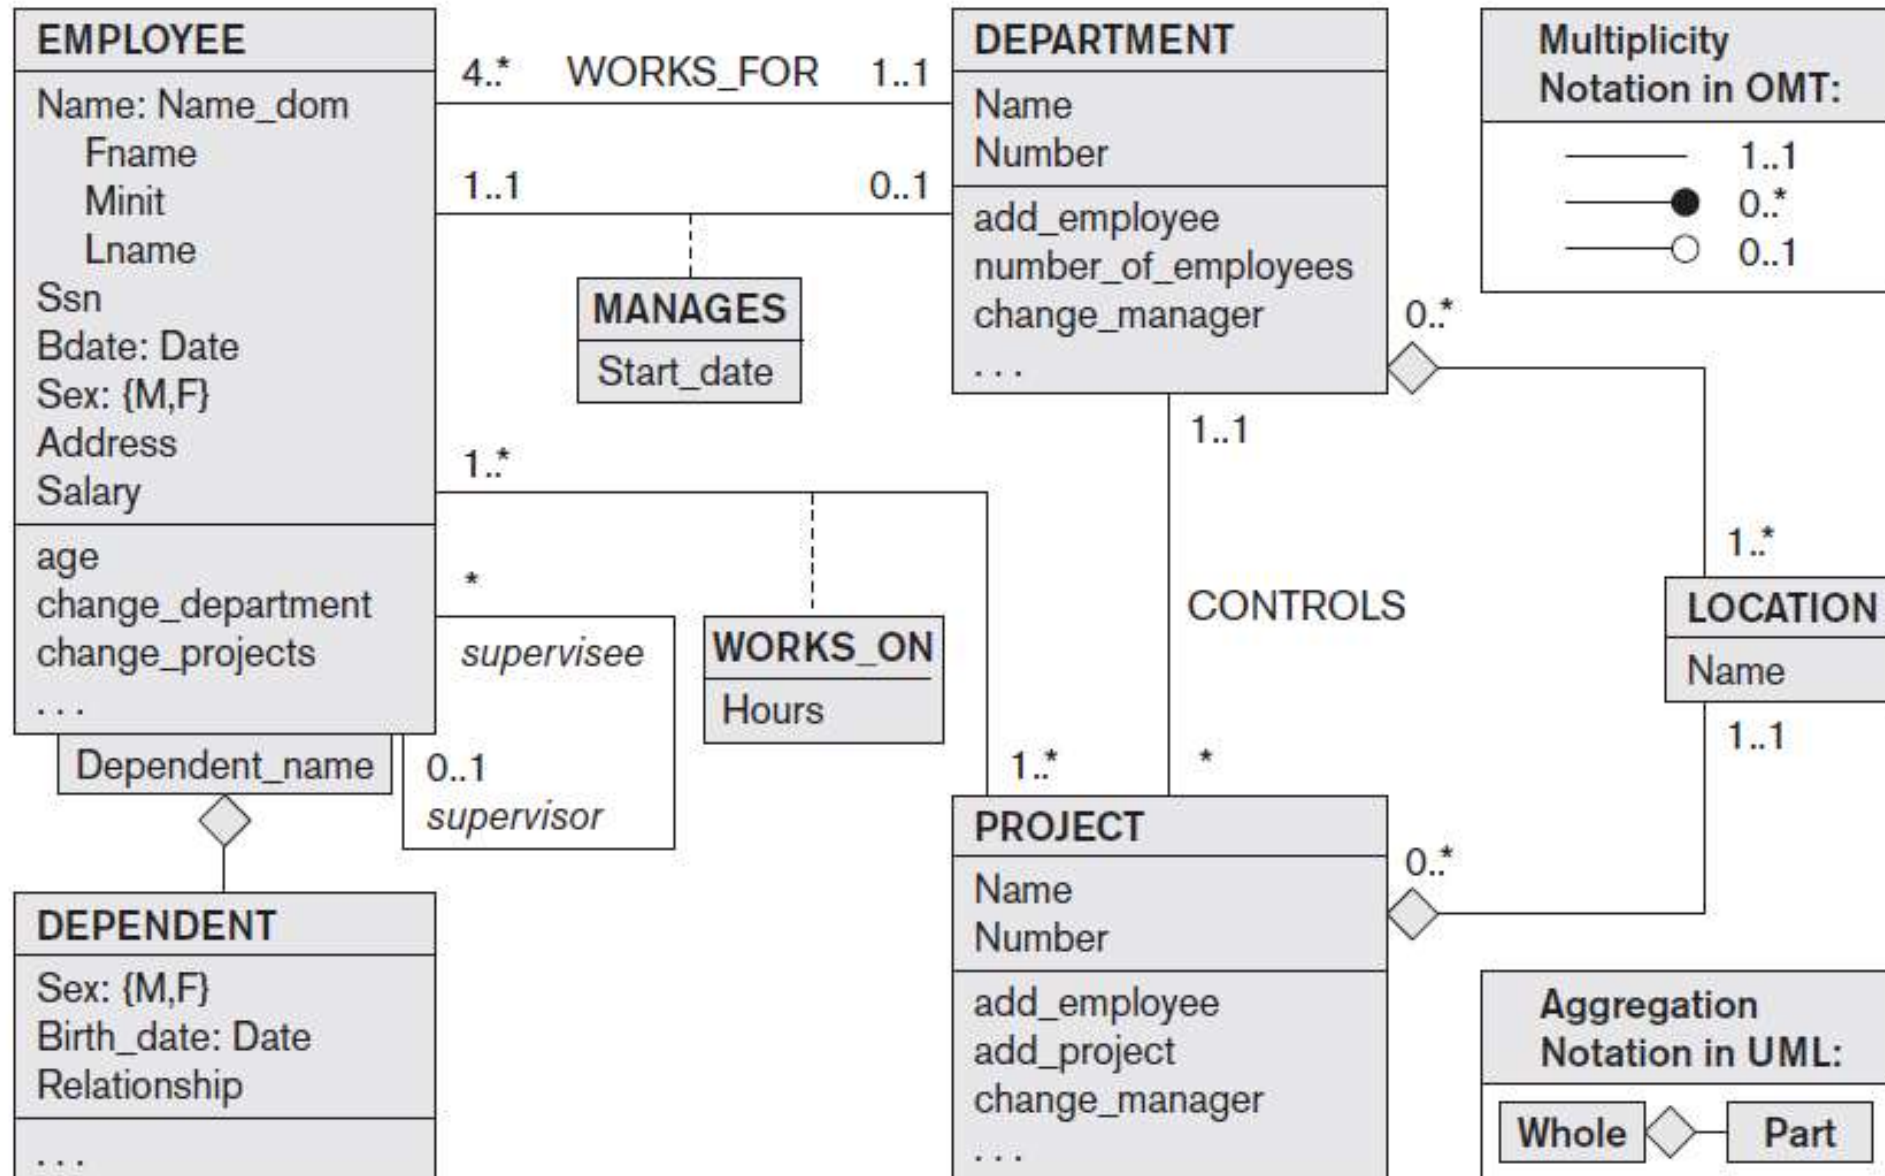 EMPLOYEE
Name: Name_dom
Fname
Minit
Lname
Ssn
Bdate: Date
Sex: {M,F}
Address
Salary
age
change_department
change_projects
. . .
Dependent_name
DEPENDENT
Sex: {M,F}
Birth_date: Date
Relationship
. . .
4..* WORKS_FOR 1..1
1..1 0..1
MANAGES
Start_date
1..*
*
supervisee
0..1
supervisor
WORKS_ON
Hours
1..*
DEPARTMENT
Name
Number
add_employee
number_of_employees
change_manager
. . .
1..1
CONTROLS
*
PROJECT
Name
Number
add_employee
add_project
change_manager
. . .
Multiplicity
Notation in OMT:
1..1
0..*
0..1
0..*
1..*
LOCATION
Name
1..1
0..*
Aggregation
Notation in UML:
Whole Part